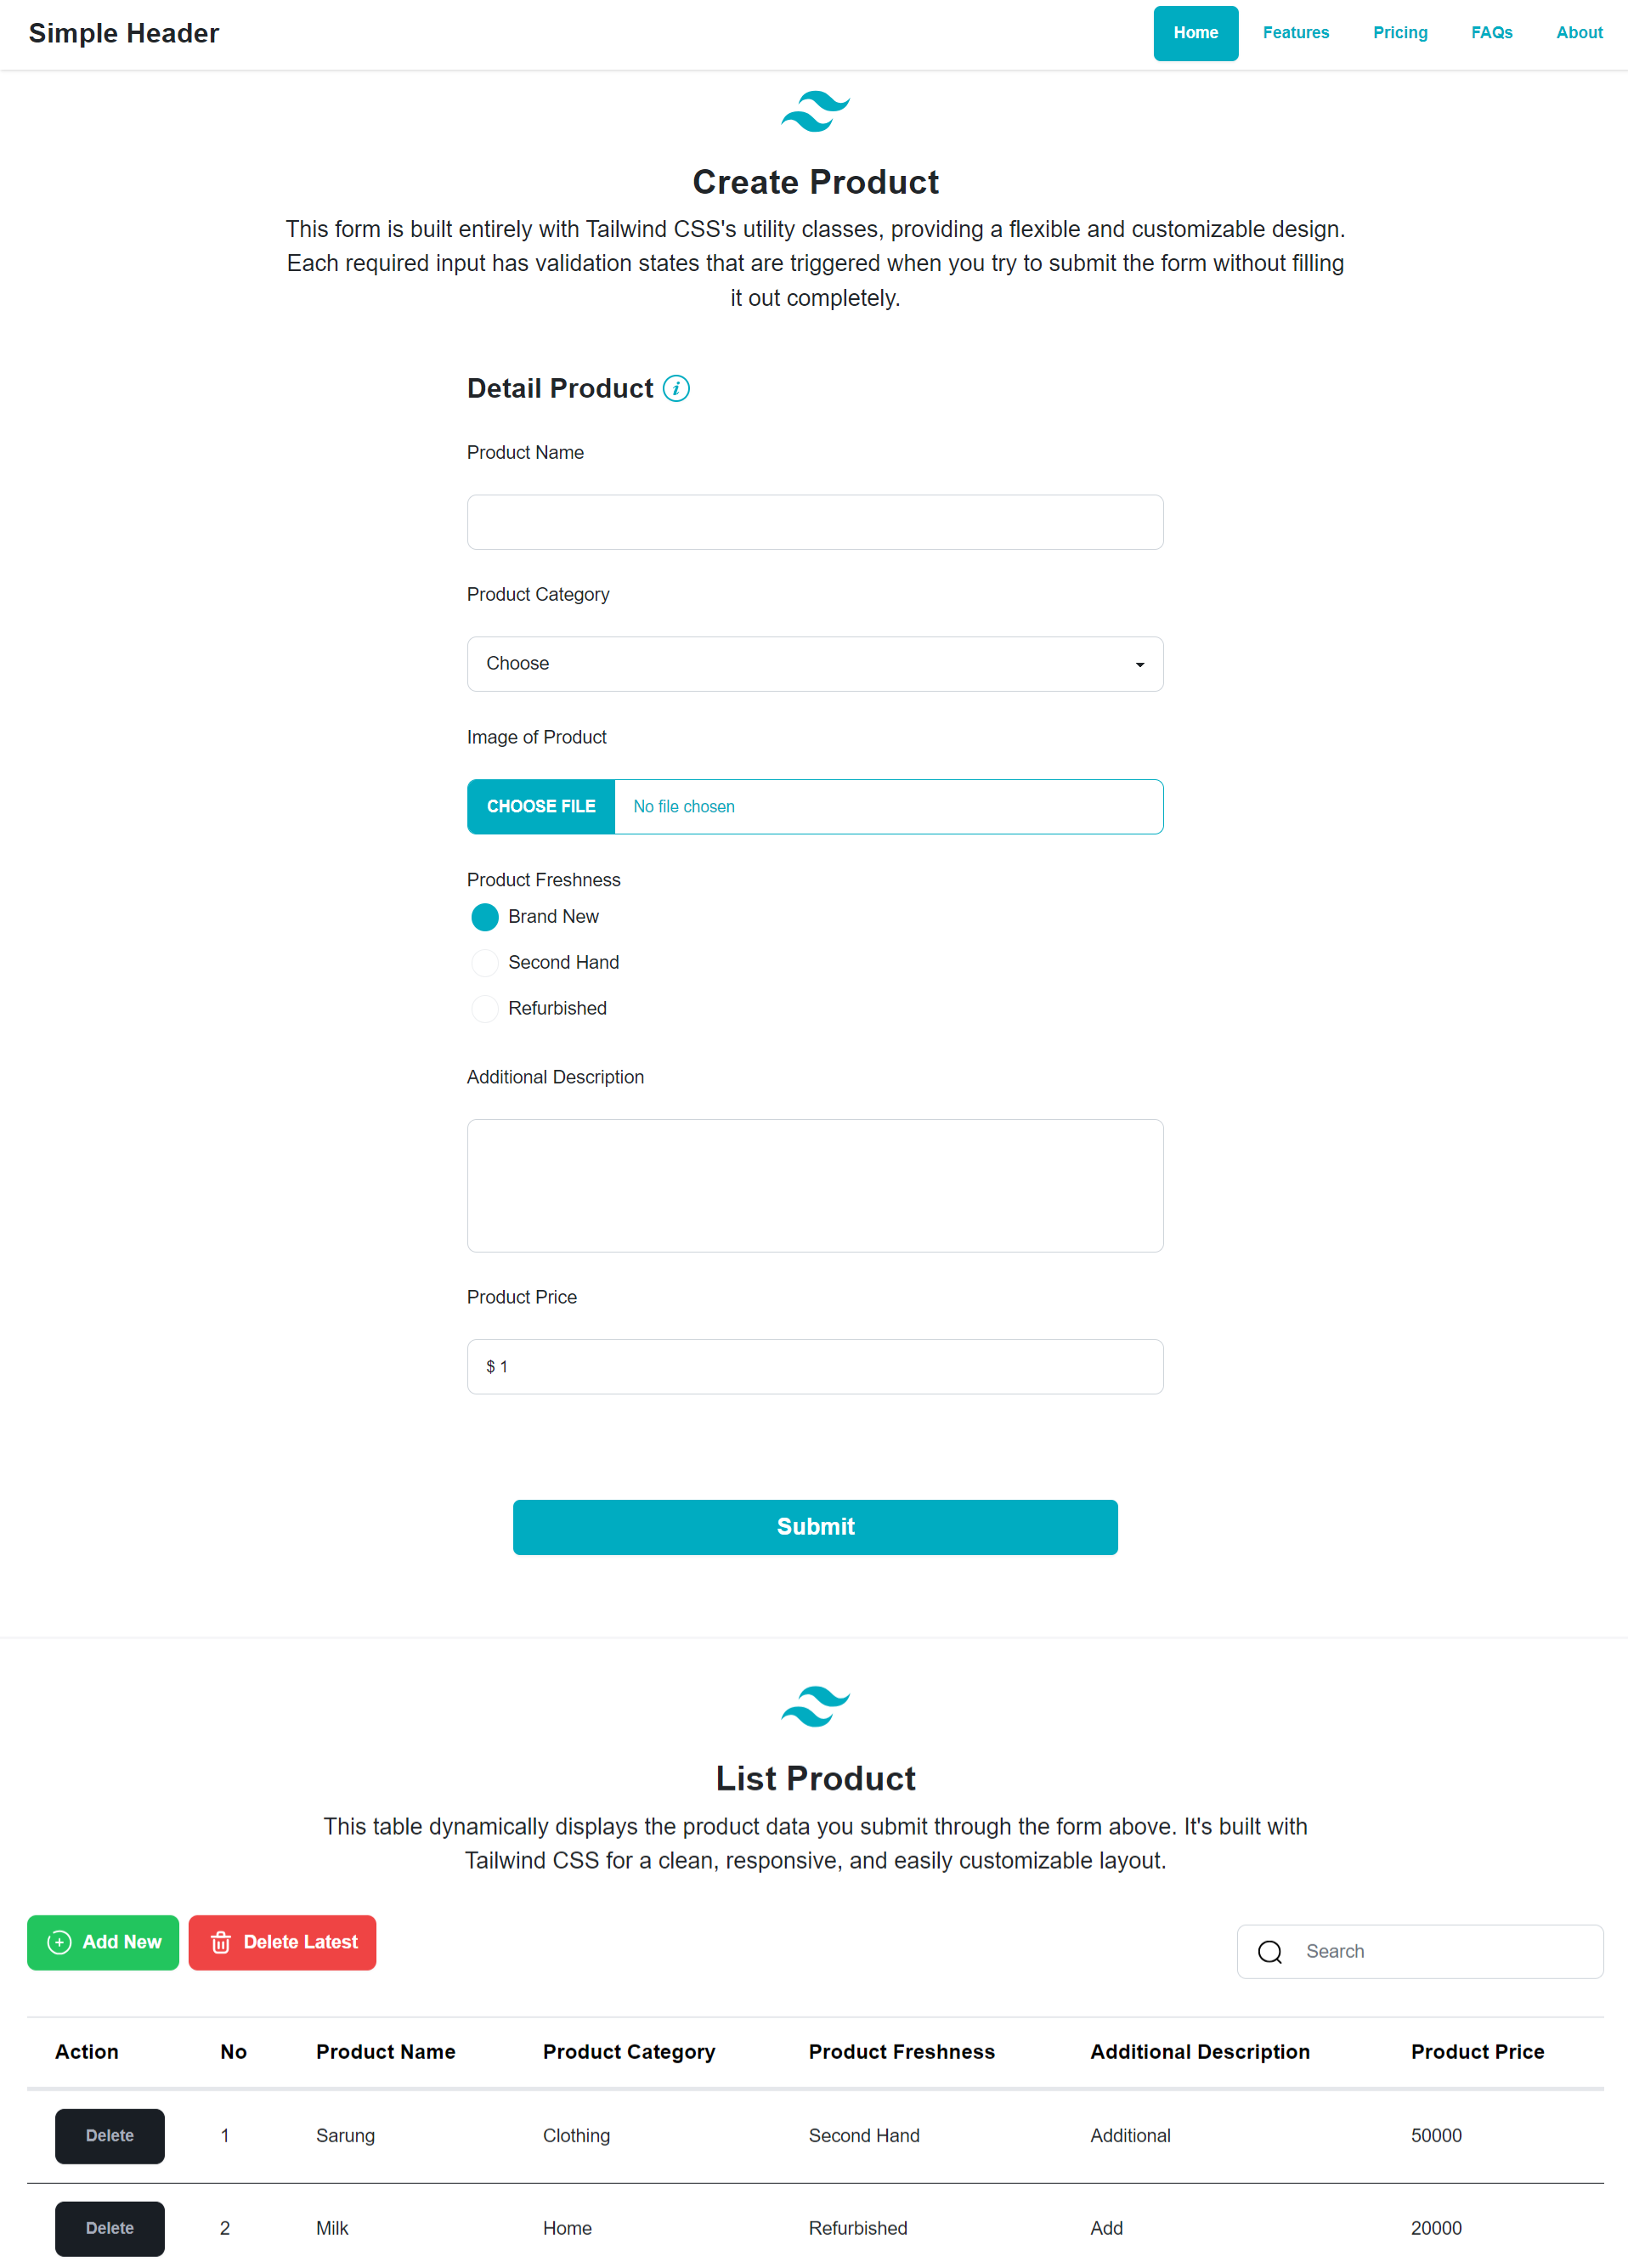 Simple Header
Home Features Pricing FAQs About
Create Product
This form is built entirely with Tailwind CSS's utility classes, providing a flexible and customizable design.
Each required input has validation states that are triggered when you try to submit the form without filling
it out completely.
Detail Product i
Product Name
Product Category
Choose
Image of Product
CHOOSE FILE No file chosen
Product Freshness
Brand New
Second Hand
Refurbished
Additional Description
Product Price
$ 1
Submit
List Product
This table dynamically displays the product data you submit through the form above. It's built with
Tailwind CSS for a clean, responsive, and easily customizable layout.
Add New Delete Latest Search
Action No Product Name Product Category Product Freshness Additional Description Product Price
Delete 1 Sarung Clothing Second Hand Additional 50000
Delete 2 Milk Home Refurbished Add 20000